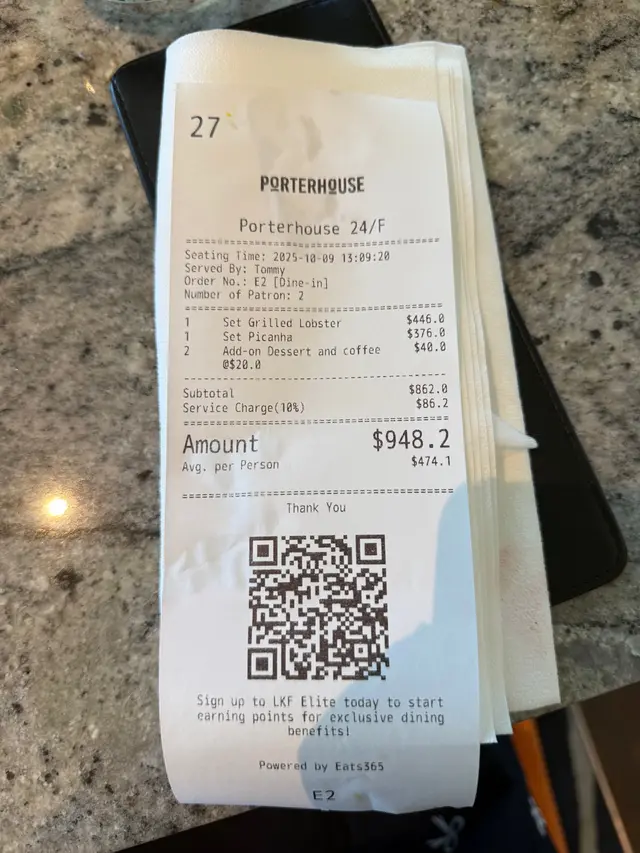 27
PORTERHOUSE
Porterhouse 24/F
Seating Time: 2025-10-09 13:09:20
Served By: Tommy
Order No.: E2 [Dine-in]
Number of Patron: 2
1 Set Grilled Lobster $446.0
1 Set Picanha $376.0
2 Add-on Dessert and coffee $40.0
@$20.0
Subtotal $862.0
Service Charge(10%) $86.2
Amount $948.2
Avg. per Person $474.1
Thank You
Sign up to LKF Elite today to start
earning points for exclusive dining
benefits!
Powered by Eats365
E2